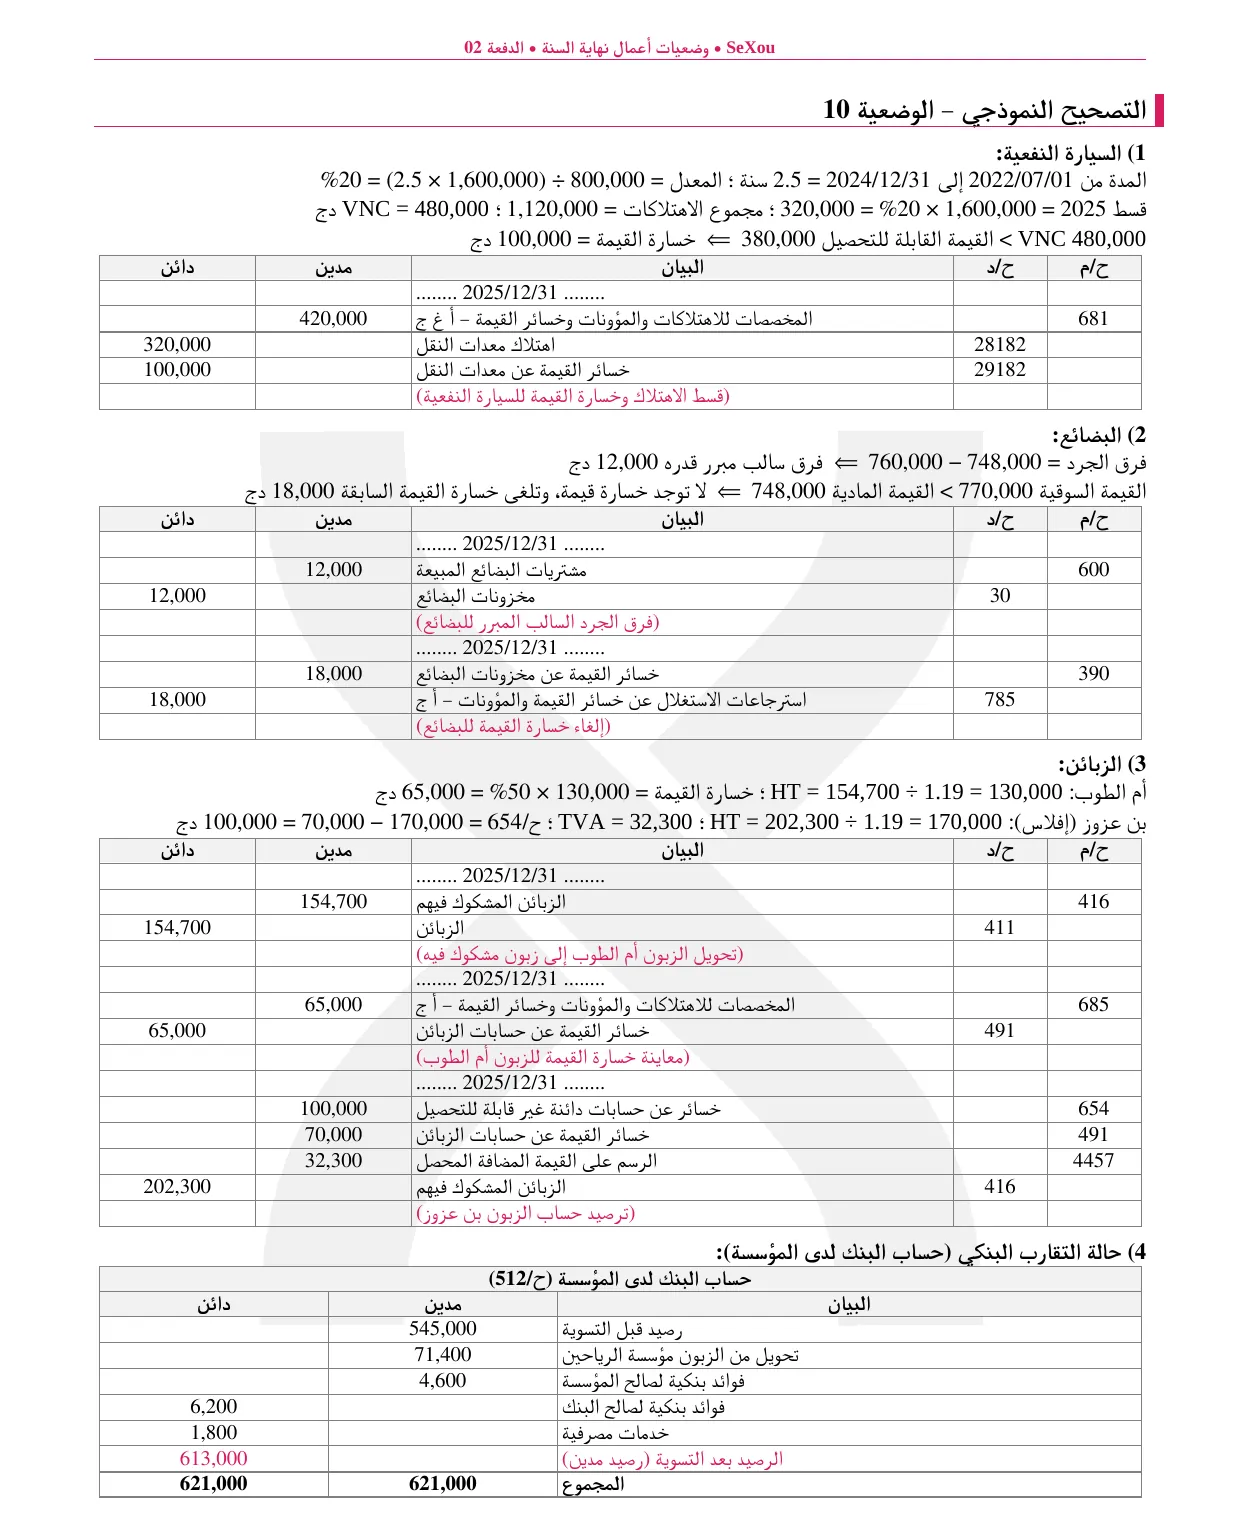 SeXou • وضعيات أعمال نهاية السنة • الدفعة 02
التصحيح النموذجي – الوضعية 10
1) السيارة النفعية:
المدة من 2022/07/01 إلى 2024/12/31 = 2.5 سنة ؛ المعدل = 800,000 ÷ (1,600,000 × 2.5) = 20%
قسط 2025 = 1,600,000 × 20% = 320,000 ؛ مجموع الاهتلاكات = 1,120,000 ؛ VNC = 480,000 دج
VNC 480,000 > القيمة القابلة للتحصيل 380,000 ⟸ خسارة القيمة = 100,000 دج
ح/م ح/د البيان مدين دائن
........ 2025/12/31 ........
681 المخصصات للاهتلاكات والمؤونات وخسائر القيمة – أ غ ج 420,000
28182 اهتلاك معدات النقل 320,000
29182 خسائر القيمة عن معدات النقل 100,000
(قسط الاهتلاك وخسارة القيمة للسيارة النفعية)
2) البضائع:
فرق الجرد = 748,000 – 760,000 ⟸ فرق سالب مبرر قدره 12,000 دج
القيمة السوقية 770,000 > القيمة المادية 748,000 ⟸ لا توجد خسارة قيمة، وتلغى خسارة القيمة السابقة 18,000 دج
ح/م ح/د البيان مدين دائن
........ 2025/12/31 ........
600 مشتريات البضائع المبيعة 12,000
30 مخزونات البضائع 12,000
(فرق الجرد السالب المبرر للبضائع)
........ 2025/12/31 ........
390 خسائر القيمة عن مخزونات البضائع 18,000
785 استرجاعات الاستغلال عن خسائر القيمة والمؤونات – أ ج 18,000
(إلغاء خسارة القيمة للبضائع)
3) الزبائن:
أم الطوب: HT = 154,700 ÷ 1.19 = 130,000 ؛ خسارة القيمة = 130,000 × 50% = 65,000 دج
بن عزوز (إفلاس): HT = 202,300 ÷ 1.19 = 170,000 ؛ TVA = 32,300 ؛ ح/654 = 170,000 – 70,000 = 100,000 دج
ح/م ح/د البيان مدين دائن
........ 2025/12/31 ........
416 الزبائن المشكوك فيهم 154,700
411 الزبائن 154,700
(تحويل الزبون أم الطوب إلى زبون مشكوك فيه)
........ 2025/12/31 ........
685 المخصصات للاهتلاكات والمؤونات وخسائر القيمة – أ ج 65,000
491 خسائر القيمة عن حسابات الزبائن 65,000
(معاينة خسارة القيمة للزبون أم الطوب)
........ 2025/12/31 ........
654 خسائر عن حسابات دائنة غير قابلة للتحصيل 100,000
491 خسائر القيمة عن حسابات الزبائن 70,000
4457 الرسم على القيمة المضافة المحصل 32,300
416 الزبائن المشكوك فيهم 202,300
(ترصيد حساب الزبون بن عزوز)
4) حالة التقارب البنكي (حساب البنك لدى المؤسسة):
حساب البنك لدى المؤسسة (ح/512)
البيان مدين دائن
رصيد قبل التسوية 545,000
تحويل من الزبون مؤسسة الرياحين 71,400
فوائد بنكية لصالح المؤسسة 4,600
فوائد بنكية لصالح البنك 6,200
خدمات مصرفية 1,800
الرصيد بعد التسوية (رصيد مدين) 613,000
المجموع 621,000 621,000